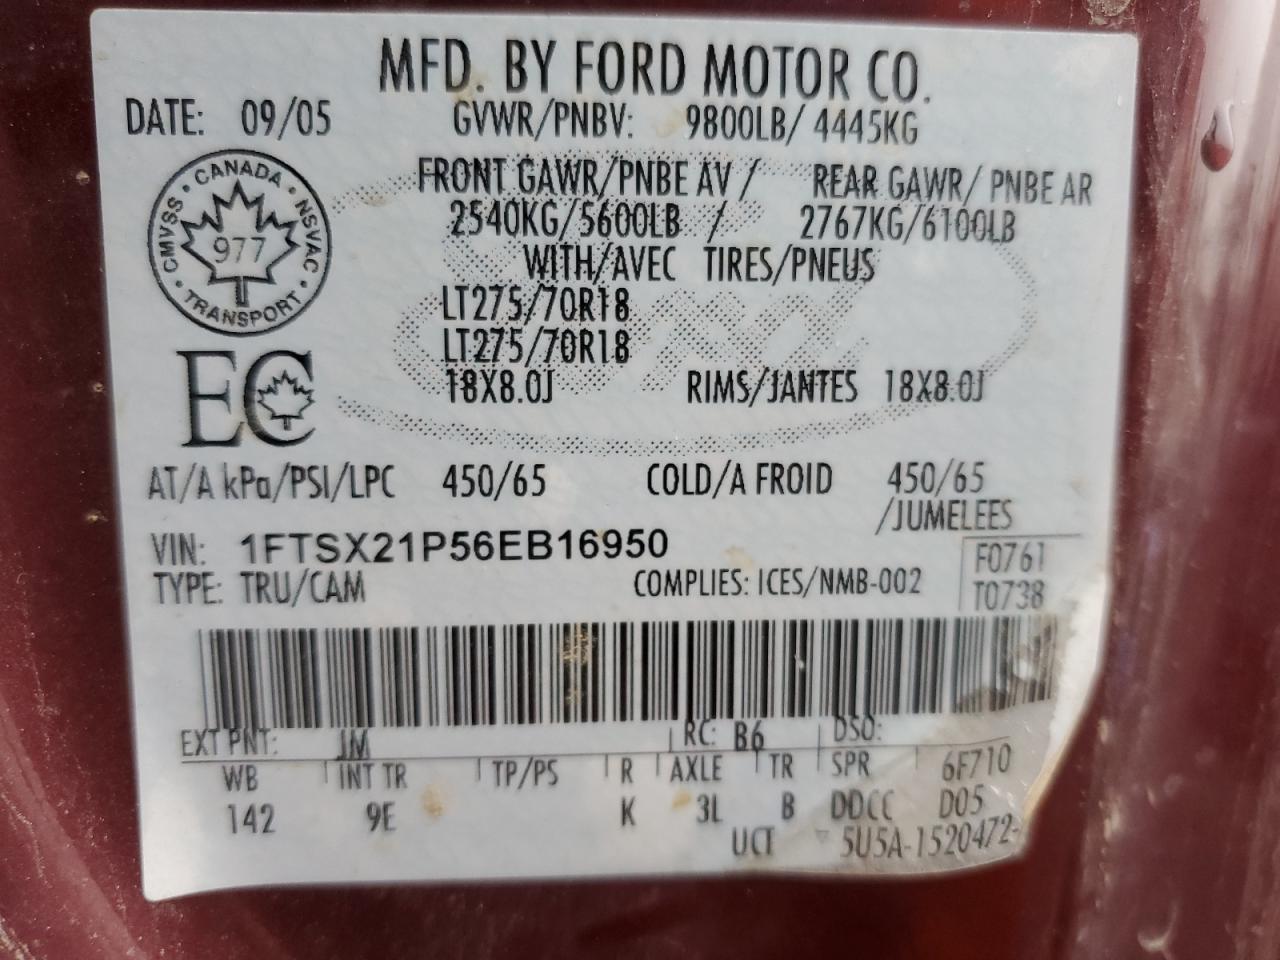 MFD. BY FORD MOTOR CO.
DATE: 09/05 GVWR/PNBV: 9800LB/ 4445KG
FRONT GAWR/PNBE AV / REAR GAWR/ PNBE AR
2540KG/5600LB / 2767KG/6100LB
WITH/AVEC TIRES/PNEUS
LT275/70R18
LT275/70R18
18X8.0J RIMS/JANTES 18X8.0J
CANADA · NSVAC · TRANSPORT · CMVSS
977
EC
AT/A kPa/PSI/LPC 450/65 COLD/A FROID 450/65
/JUMELEES
VIN: 1FTSX21P56EB16950 F0761
TYPE: TRU/CAM COMPLIES: ICES/NMB-002 T0738
EXT PNT: JM RC: B6 DSO:
WB INT TR TP/PS R AXLE TR SPR 6F710
142 9E K 3L B DDCC D05
UCT 5U5A-1520472-